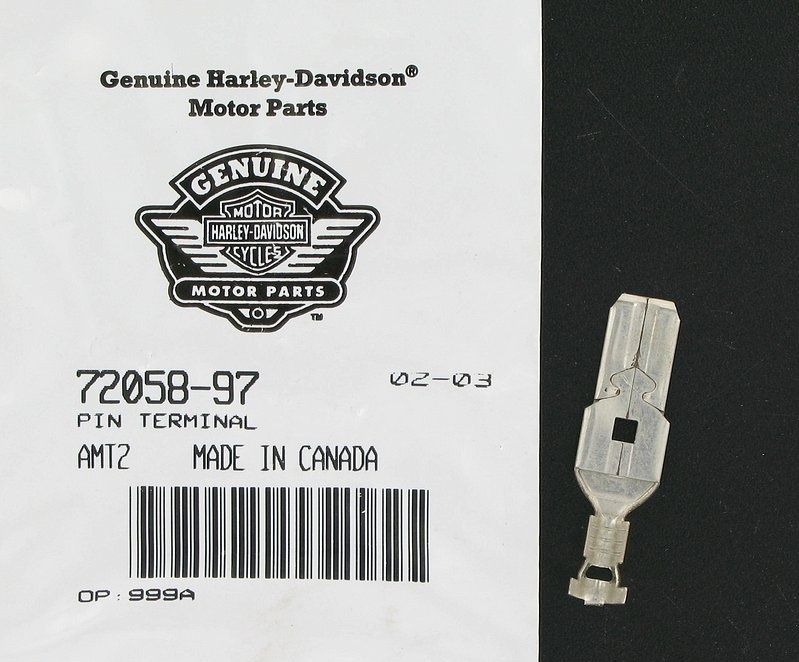 Genuine Harley-Davidson®
Motor Parts
GENUINE
MOTOR
HARLEY-DAVIDSON
CYCLES
MOTOR PARTS
TM
72058-97
02-03
PIN TERMINAL
AMT2 MADE IN CANADA
OP:999A